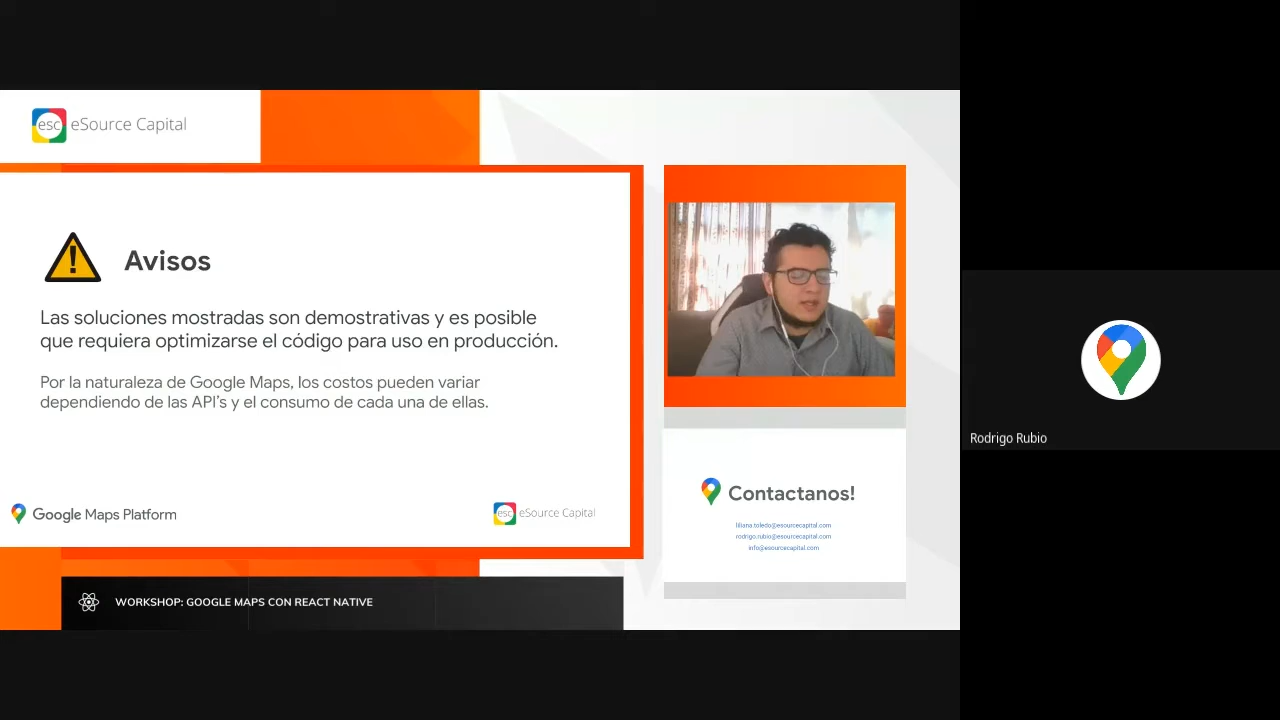 esc eSource Capital
Avisos
Las soluciones mostradas son demostrativas y es posible
que requiera optimizarse el código para uso en producción.
Por la naturaleza de Google Maps, los costos pueden variar
dependiendo de las API's y el consumo de cada una de ellas.
Google Maps Platform
esc eSource Capital
WORKSHOP: GOOGLE MAPS CON REACT NATIVE
Contactanos!
liliana.toledo@esourcecapital.com
rodrigo.rubio@esourcecapital.com
info@esourcecapital.com
Rodrigo Rubio